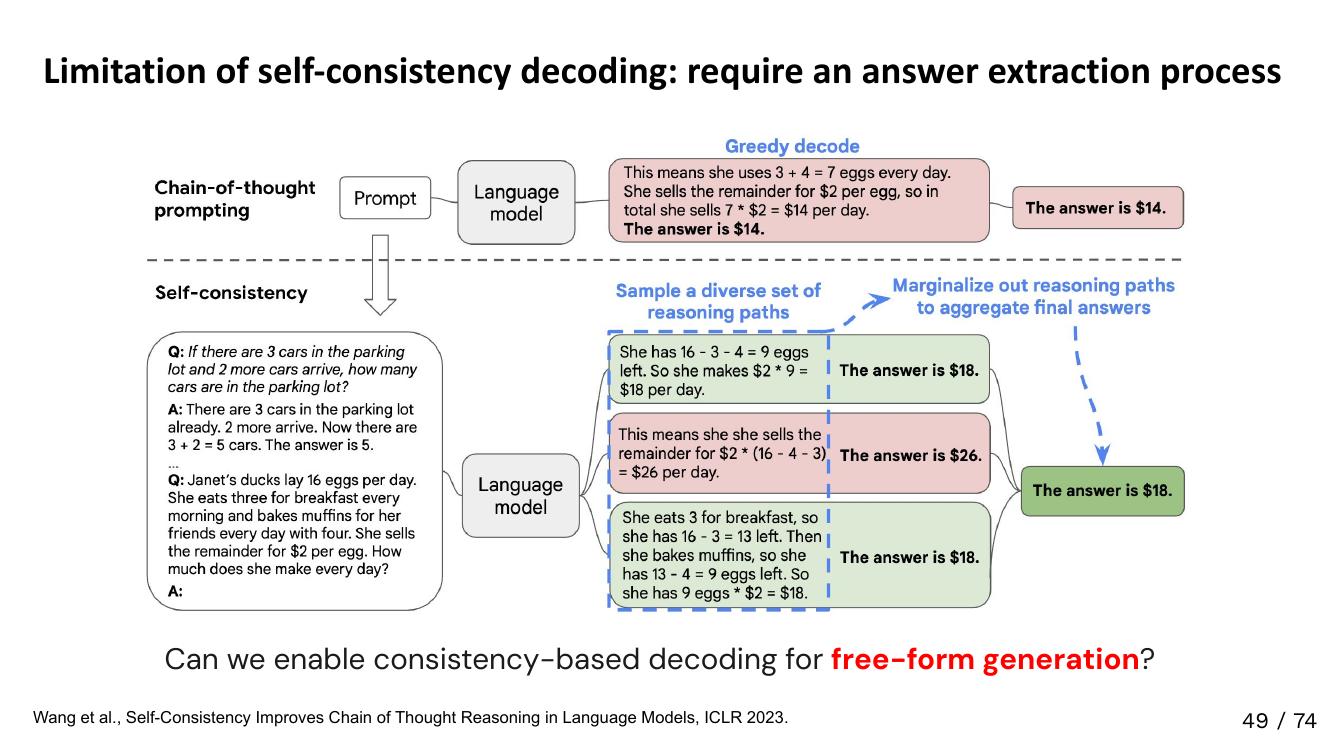 Limitation of self-consistency decoding: require an answer extraction process
Greedy decode
Chain-of-thought
prompting
Prompt
Language
model
This means she uses 3 + 4 = 7 eggs every day.
She sells the remainder for $2 per egg, so in
total she sells 7 * $2 = $14 per day.
The answer is $14.
The answer is $14.
Self-consistency
Sample a diverse set of
reasoning paths
Marginalize out reasoning paths
to aggregate final answers
Q: If there are 3 cars in the parking
lot and 2 more cars arrive, how many
cars are in the parking lot?
A: There are 3 cars in the parking lot
already. 2 more arrive. Now there are
3 + 2 = 5 cars. The answer is 5.
...
Q: Janet's ducks lay 16 eggs per day.
She eats three for breakfast every
morning and bakes muffins for her
friends every day with four. She sells
the remainder for $2 per egg. How
much does she make every day?
A:
Language
model
She has 16 - 3 - 4 = 9 eggs
left. So she makes $2 * 9 =
$18 per day.
The answer is $18.
This means she she sells the
remainder for $2 * (16 - 4 - 3)
= $26 per day.
The answer is $26.
She eats 3 for breakfast, so
she has 16 - 3 = 13 left. Then
she bakes muffins, so she
has 13 - 4 = 9 eggs left. So
she has 9 eggs * $2 = $18.
The answer is $18.
The answer is $18.
Can we enable consistency-based decoding for free-form generation?
Wang et al., Self-Consistency Improves Chain of Thought Reasoning in Language Models, ICLR 2023.
49 / 74